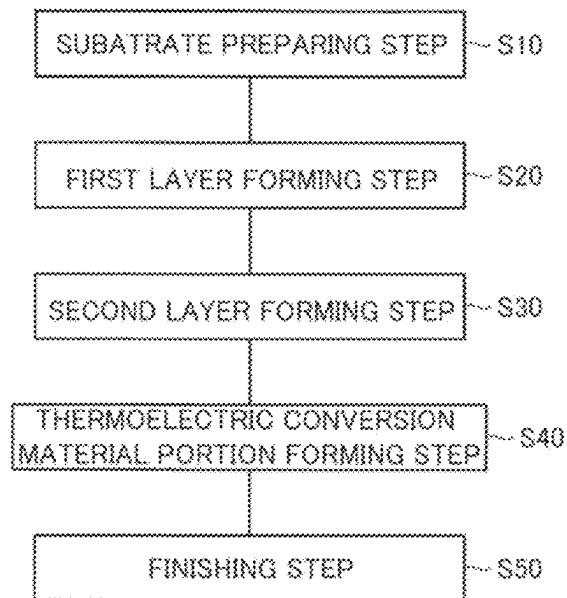 SUBATRATE PREPARING STEP S10
FIRST LAYER FORMING STEP S20
SECOND LAYER FORMING STEP S30
THERMOELECTRIC CONVERSION
MATERIAL PORTION FORMING STEP S40
FINISHING STEP S50